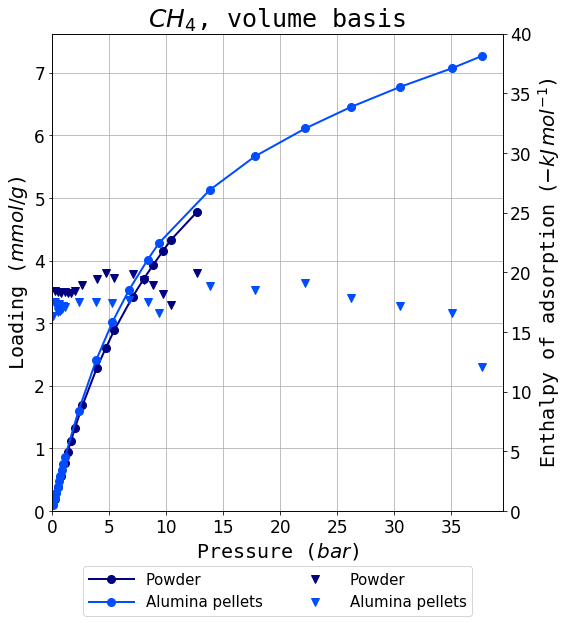 CH₄, volume basis
Loading (mmol/g)
7
6
5
4
3
2
1
0
40
35
30
25
20
15
10
5
0
Enthalpy of adsorption (−kJ mol⁻¹)
0 5 10 15 20 25 30 35
Pressure (bar)
Powder Powder
Alumina pellets Alumina pellets